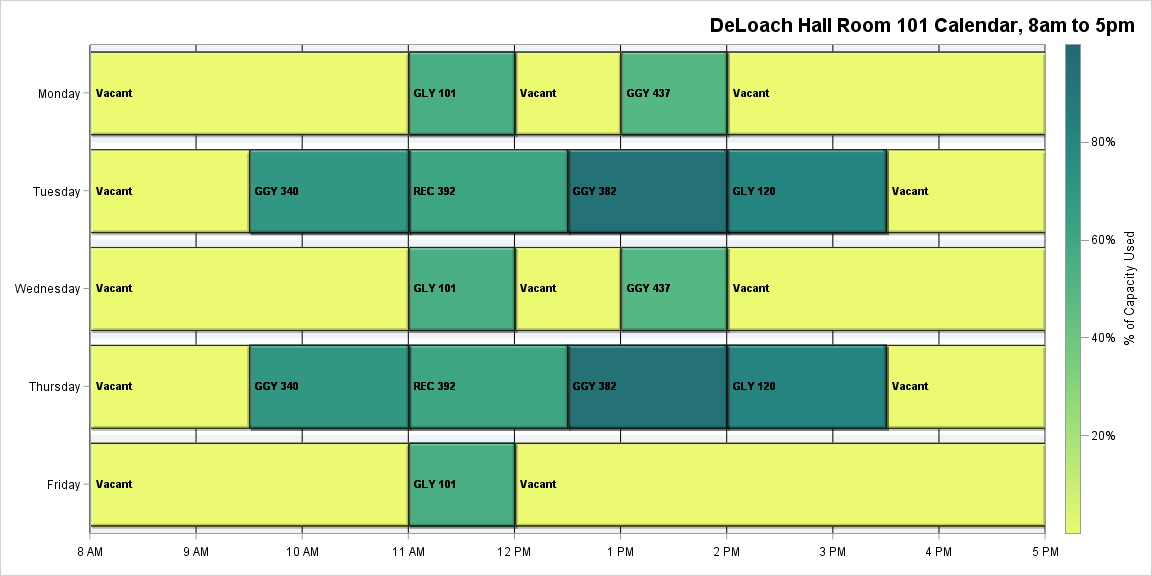 DeLoach Hall Room 101 Calendar, 8am to 5pm
Monday
Vacant
GLY 101
Vacant
GGY 437
Vacant
Tuesday
Vacant
GGY 340
REC 392
GGY 382
GLY 120
Vacant
Wednesday
Vacant
GLY 101
Vacant
GGY 437
Vacant
Thursday
Vacant
GGY 340
REC 392
GGY 382
GLY 120
Vacant
Friday
Vacant
GLY 101
Vacant
8 AM
9 AM
10 AM
11 AM
12 PM
1 PM
2 PM
3 PM
4 PM
5 PM
80%
60%
40%
20%
% of Capacity Used